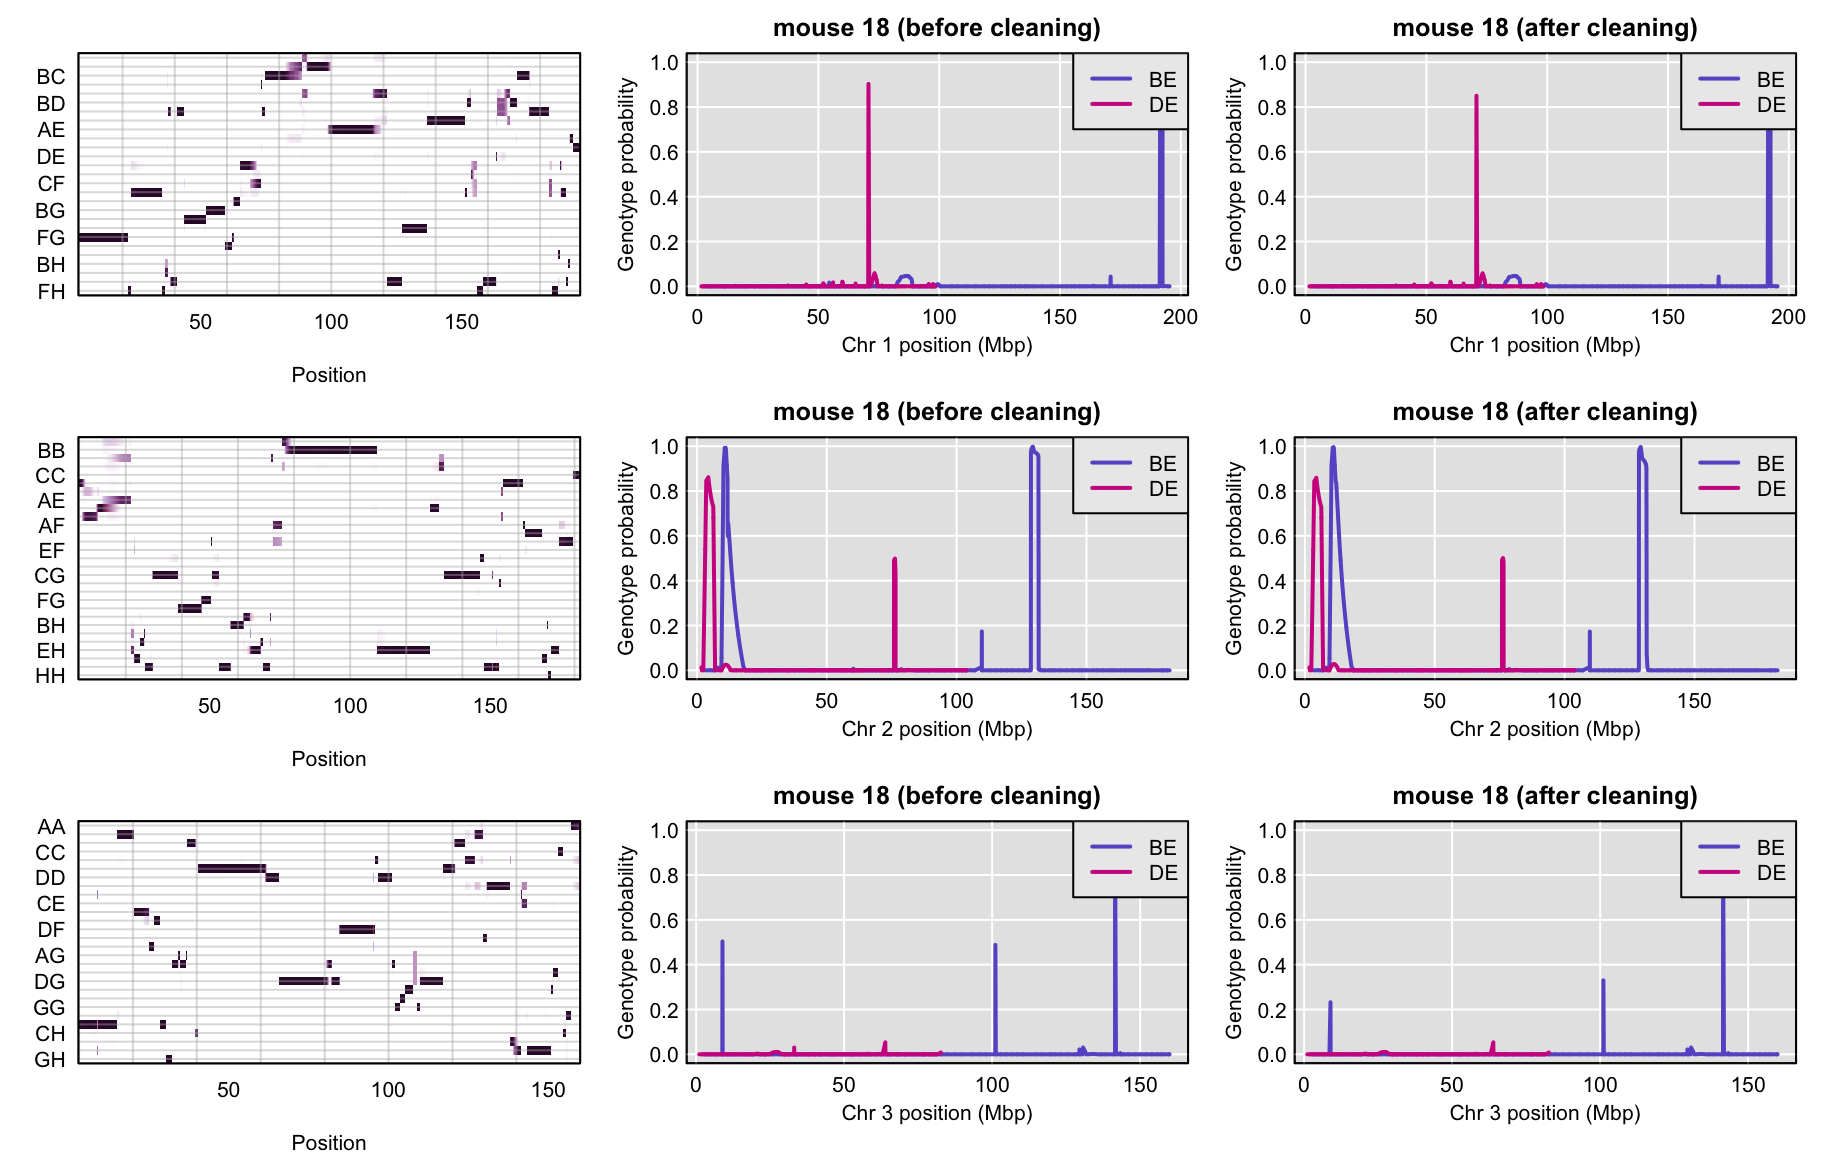 BC
BD
AE
DE
CF
BG
FG
BH
FH
50 100 150
Position
mouse 18 (before cleaning)
Genotype probability
1.0
0.8
0.6
0.4
0.2
0.0
BE
DE
0 50 100 150 200
Chr 1 position (Mbp)
mouse 18 (after cleaning)
Genotype probability
1.0
0.8
0.6
0.4
0.2
0.0
BE
DE
0 50 100 150 200
Chr 1 position (Mbp)
BB
CC
AE
AF
EF
CG
FG
BH
EH
HH
50 100 150
Position
mouse 18 (before cleaning)
Genotype probability
1.0
0.8
0.6
0.4
0.2
0.0
BE
DE
0 50 100 150
Chr 2 position (Mbp)
mouse 18 (after cleaning)
Genotype probability
1.0
0.8
0.6
0.4
0.2
0.0
BE
DE
0 50 100 150
Chr 2 position (Mbp)
AA
CC
DD
CE
DF
AG
DG
GG
CH
GH
50 100 150
Position
mouse 18 (before cleaning)
Genotype probability
1.0
0.8
0.6
0.4
0.2
0.0
BE
DE
0 50 100 150
Chr 3 position (Mbp)
mouse 18 (after cleaning)
Genotype probability
1.0
0.8
0.6
0.4
0.2
0.0
BE
DE
0 50 100 150
Chr 3 position (Mbp)